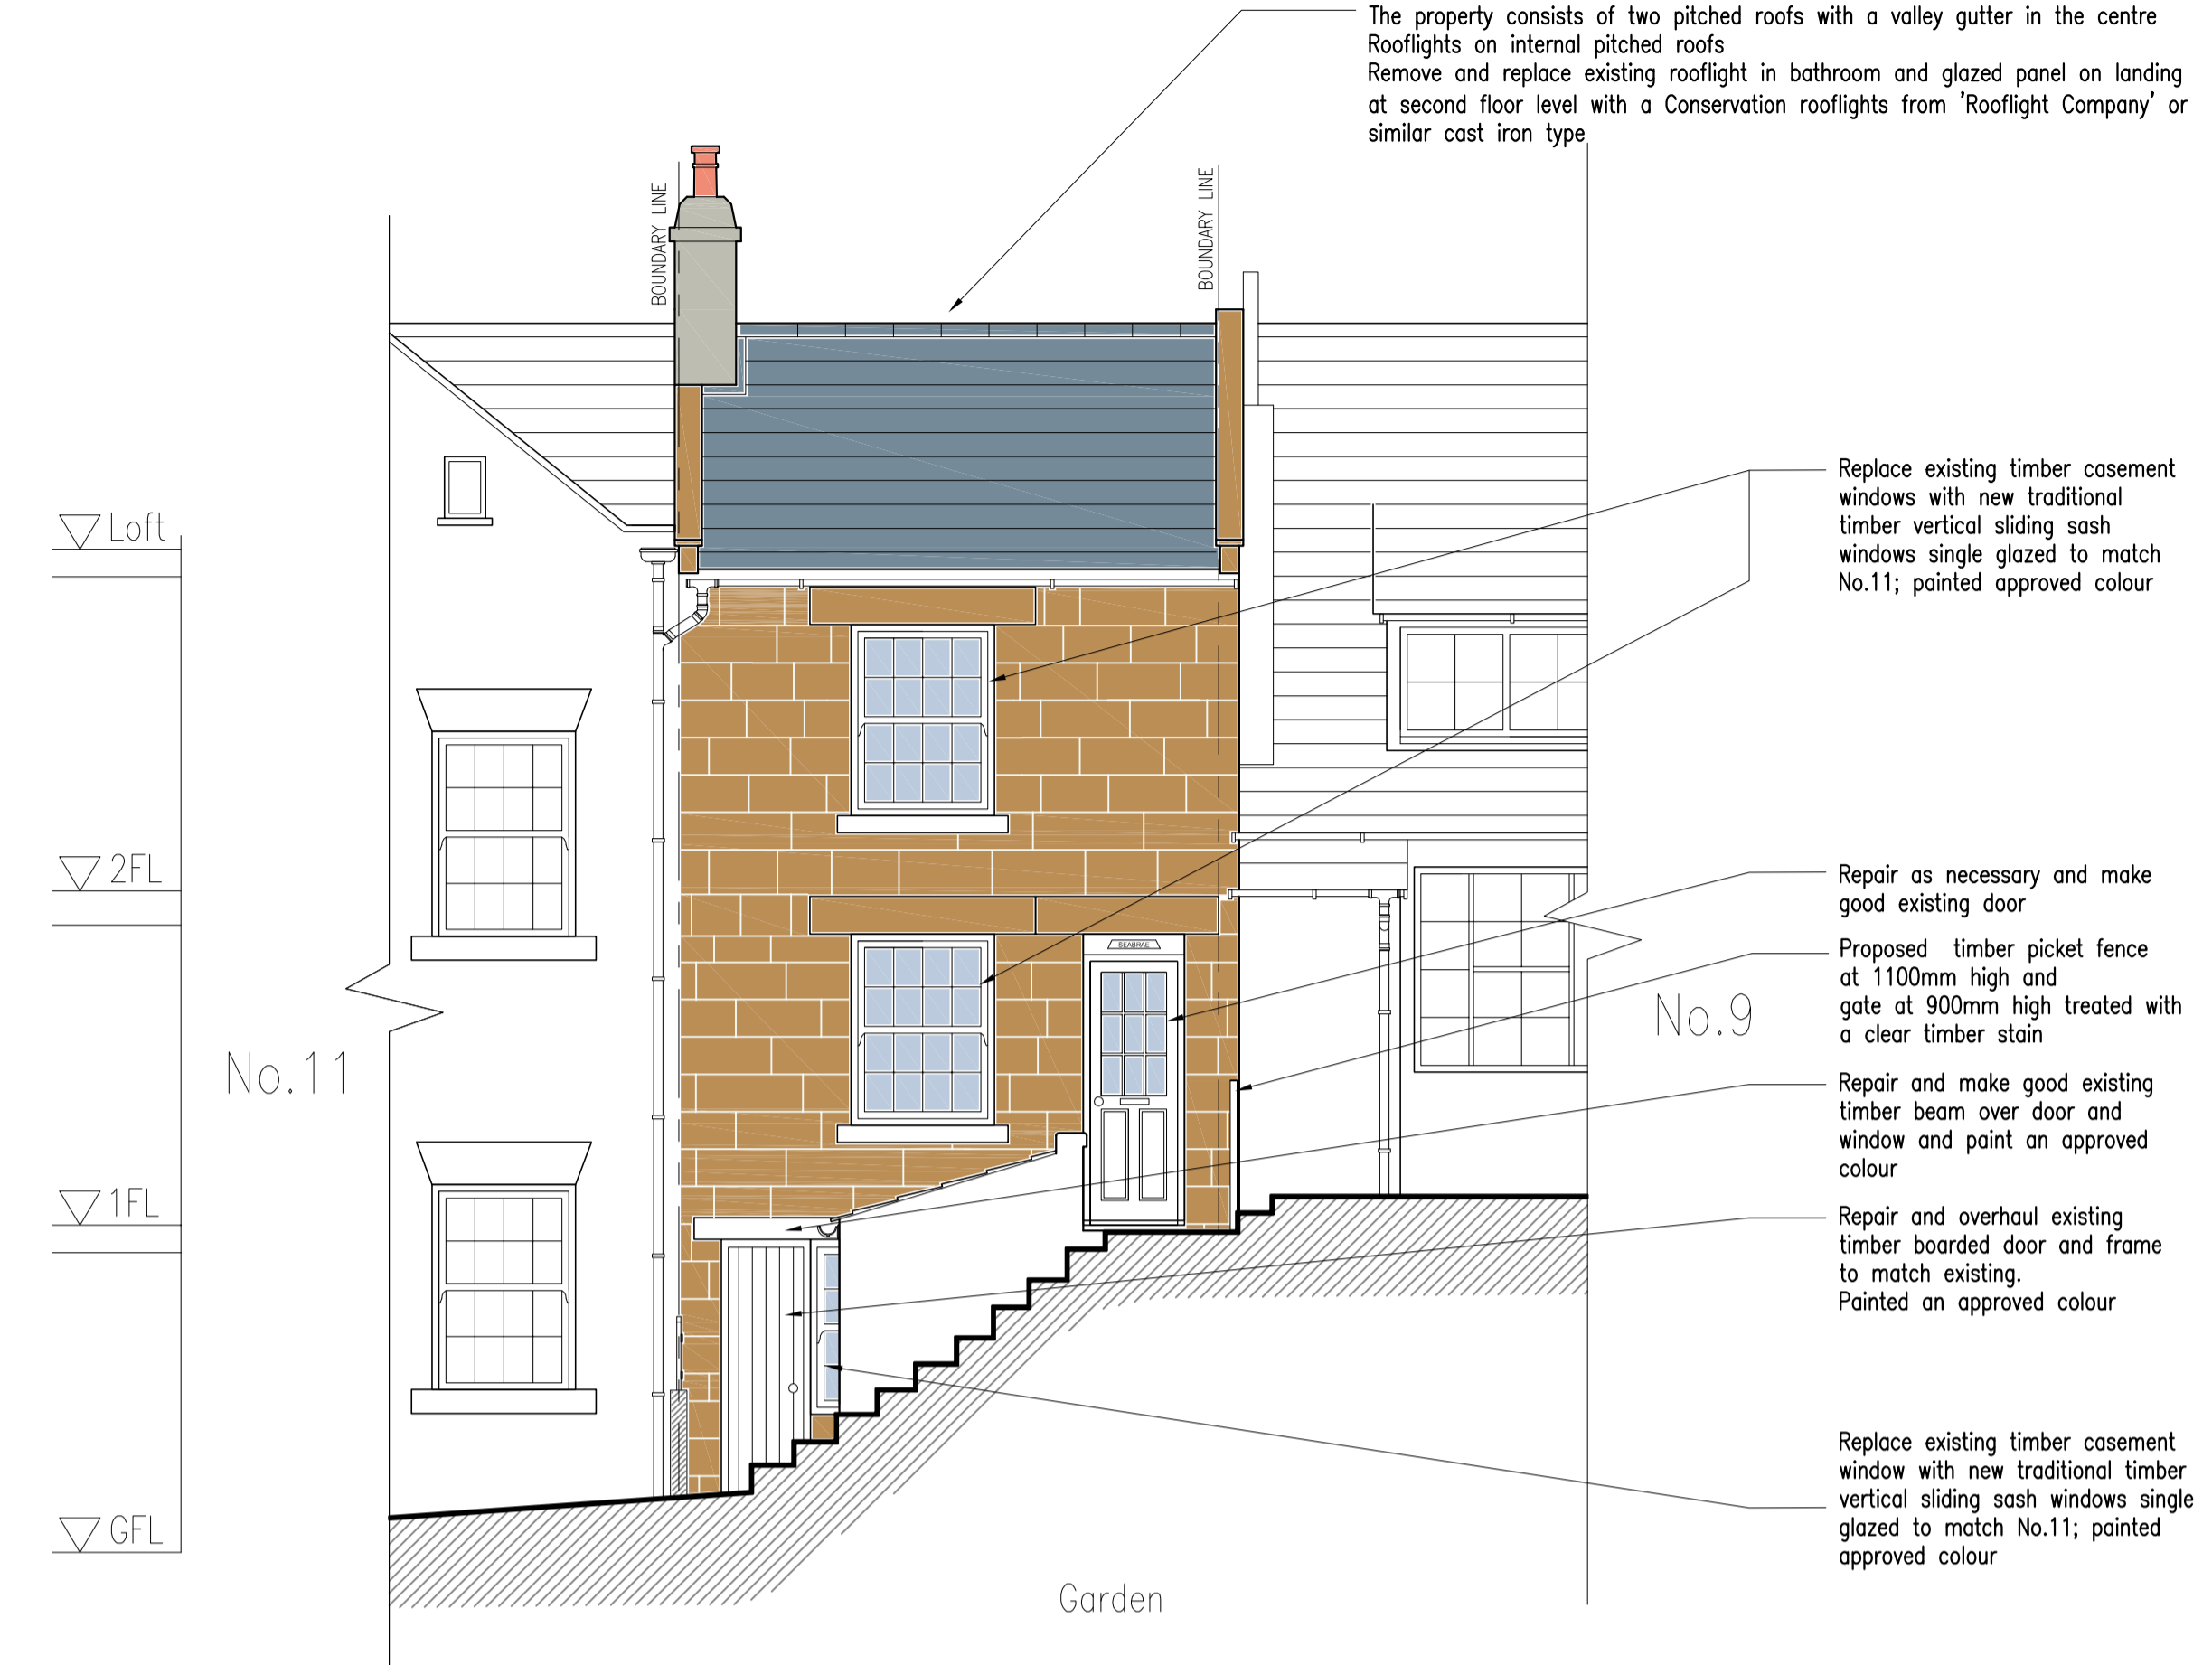 The property consists of two pitched roofs with a valley gutter in the centre
Rooflights on internal pitched roofs
Remove and replace existing rooflight in bathroom and glazed panel on landing
at second floor level with a Conservation rooflights from 'Rooflight Company' or
similar cast iron type
BOUNDARY LINE
BOUNDARY LINE
Replace existing timber casement
windows with new traditional
timber vertical sliding sash
windows single glazed to match
No.11; painted approved colour
Loft
2FL
Repair as necessary and make
good existing door
SEABRAE
Proposed timber picket fence
at 1100mm high and
gate at 900mm high treated with
a clear timber stain
No.9
No.11
Repair and make good existing
timber beam over door and
window and paint an approved
colour
1FL
Repair and overhaul existing
timber boarded door and frame
to match existing.
Painted an approved colour
Replace existing timber casement
window with new traditional timber
vertical sliding sash windows single
glazed to match No.11; painted
approved colour
GFL
Garden